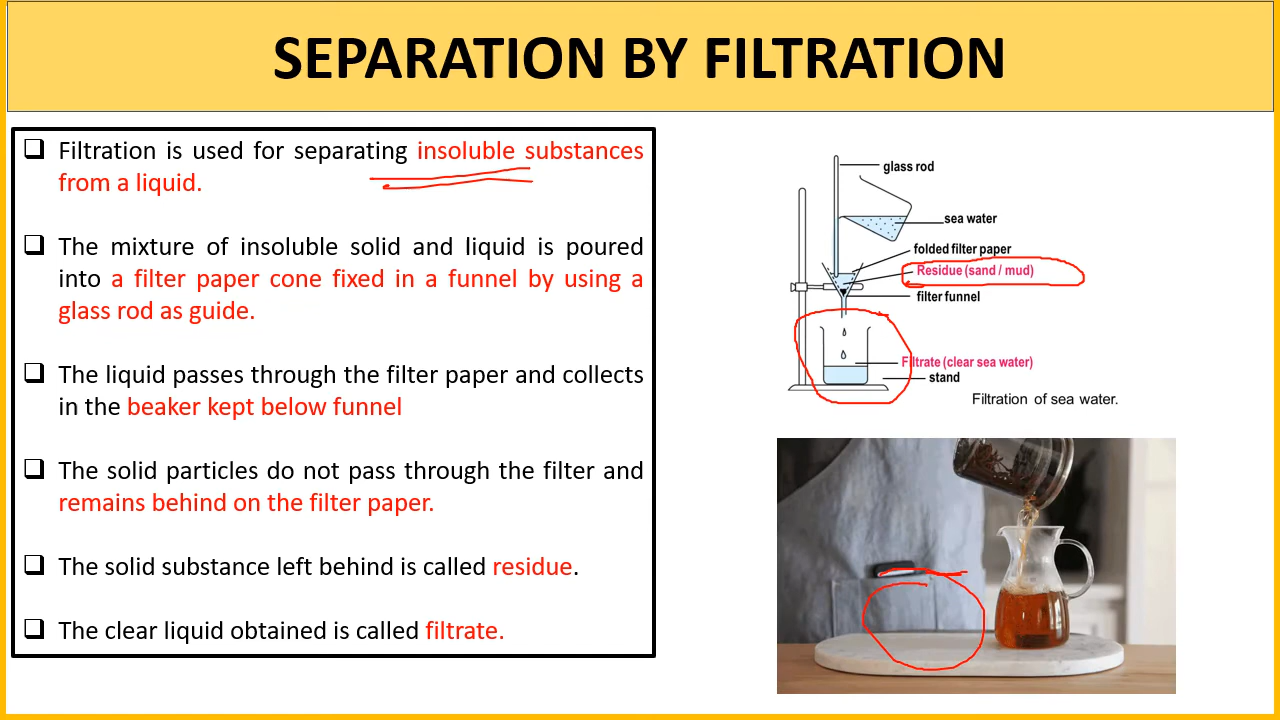 SEPARATION BY FILTRATION
Filtration is used for separating insoluble substances
from a liquid.
The mixture of insoluble solid and liquid is poured
into a filter paper cone fixed in a funnel by using a
glass rod as guide.
The liquid passes through the filter paper and collects
in the beaker kept below funnel
The solid particles do not pass through the filter and
remains behind on the filter paper.
The solid substance left behind is called residue.
The clear liquid obtained is called filtrate.
glass rod
sea water
folded filter paper
Residue (sand / mud)
filter funnel
Filtrate (clear sea water)
stand
Filtration of sea water.